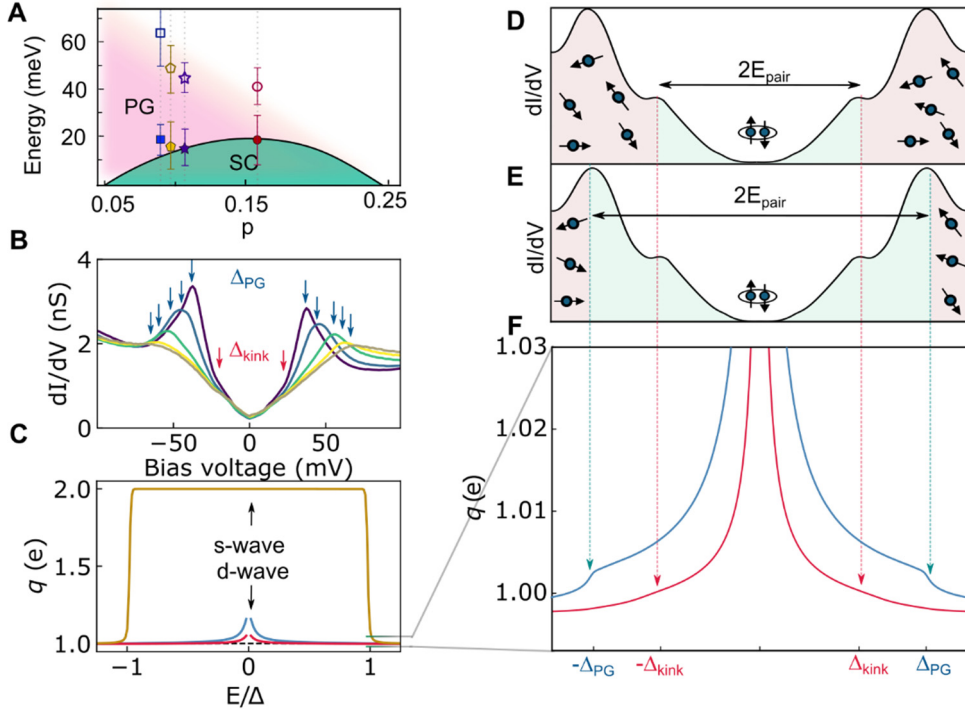 A
Energy (meV)
60
40
20
0
PG
SC
0.05
0.15
0.25
p
B
dI/dV (nS)
4
2
0
ΔPG
Δkink
−50
0
50
Bias voltage (mV)
C
q (e)
2.0
1.5
1.0
s-wave
d-wave
−1
0
1
E/Δ
D
dI/dV
2Epair
E
dI/dV
2Epair
F
q (e)
1.03
1.02
1.01
1.00
-ΔPG
-Δkink
Δkink
ΔPG